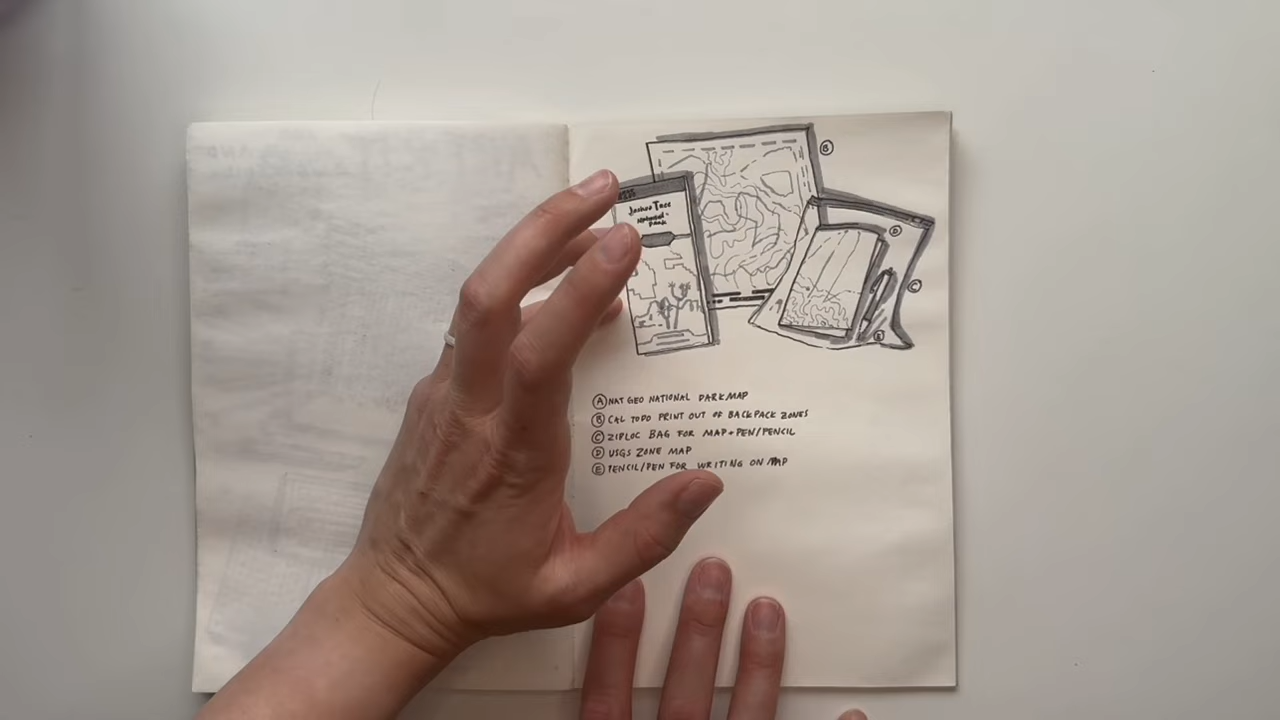 Joshua Tree
National
Park
B
D
C
E
A NAT GEO NATIONAL PARK MAP
B CAL TOPO PRINT OUT OF BACKPACK ZONES
C ZIPLOC BAG FOR MAP+PEN/PENCIL
D USGS ZONE MAP
E PENCIL/PEN FOR WRITING ON MAP